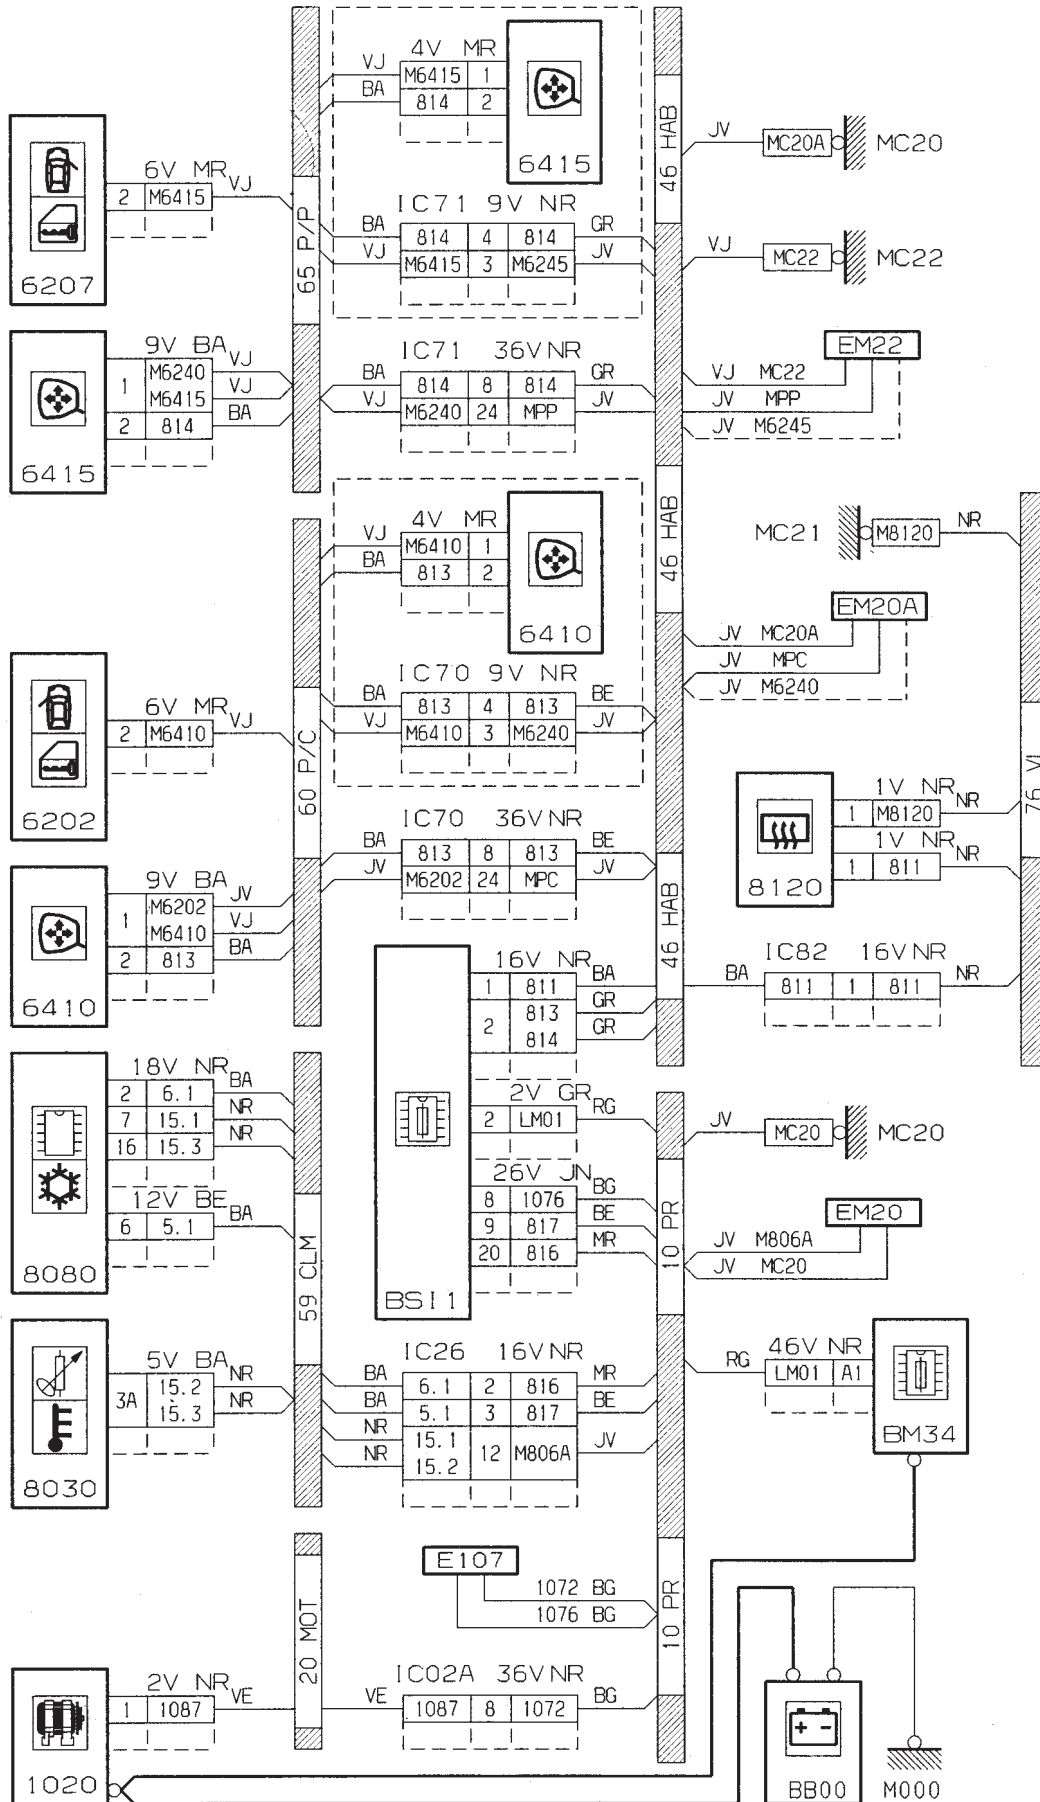 VJ
BA
4V MR
M6415 1
814 2
6415
46 HAB
JV
MC20A
MC20
6V MR
2 M6415
VJ
6207
65 P/P
IC71 9V NR
BA 814 4 814 GR
VJ M6415 3 M6245 JV
VJ
MC22
MC22
9V BA
1 M6240 VJ
M6415 VJ
2 814 BA
6415
IC71 36V NR
BA 814 8 814 GR
VJ M6240 24 MPP JV
EM22
VJ MC22
JV MPP
JV M6245
46 HAB
4V MR
VJ M6410 1
BA 813 2
6410
MC21
M8120
NR
EM20A
JV MC20A
JV MPC
JV M6240
6V MR
2 M6410
VJ
6202
60 P/C
IC70 9V NR
BA 813 4 813 BE
VJ M6410 3 M6240 JV
76 VL
8120
1V NR
1 M8120 NR
1V NR
1 811 NR
IC70 36V NR
BA 813 8 813 BE
JV M6202 24 MPC JV
9V BA
1 M6202 JV
M6410 VJ
2 813 BA
6410
46 HAB
IC82 16V NR
BA 811 1 811 NR
BSI1
16V NR
1 811 BA
2 813 GR
814 GR
2V GR
2 LM01 RG
26V JN
8 1076 BG
9 817 BE
20 816 MR
18V NR
2 6.1 BA
7 15.1 NR
16 15.3 NR
12V BE
6 5.1 BA
8080
59 CLM
10 PR
JV
MC20
MC20
EM20
JV M806A
JV MC20
5V BA
3A 15.2 NR
15.3 NR
8030
IC26 16V NR
BA 6.1 2 816 MR
BA 5.1 3 817 BE
NR 15.1 12 M806A JV
NR 15.2
46V NR
RG LM01 A1
BM34
E107
1072 BG
1076 BG
10 PR
20 MOT
2V NR
1 1087 VE
1020
IC02A 36V NR
VE 1087 8 1072 BG
+ -
BB00
M000